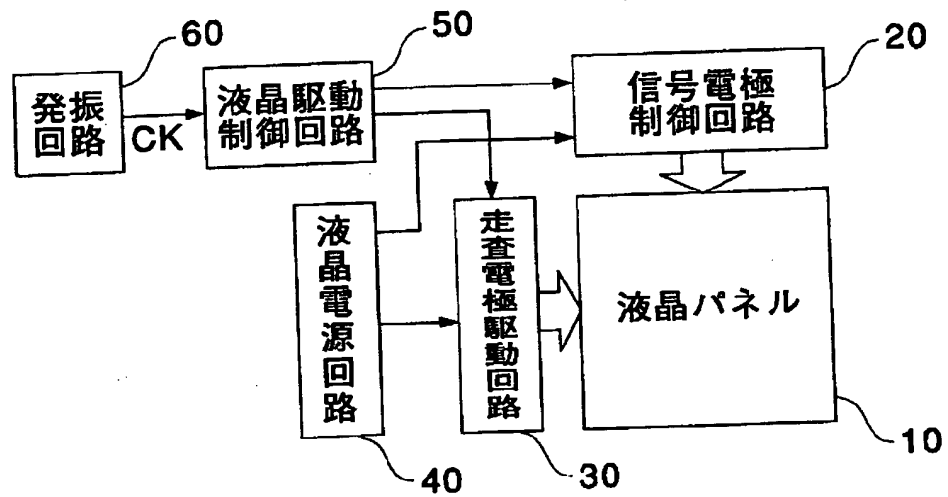 60
50
20
発振
回路
CK
液晶駆動
制御回路
信号電極
制御回路
液晶電源回路
走査電極駆動回路
液晶パネル
40
30
10